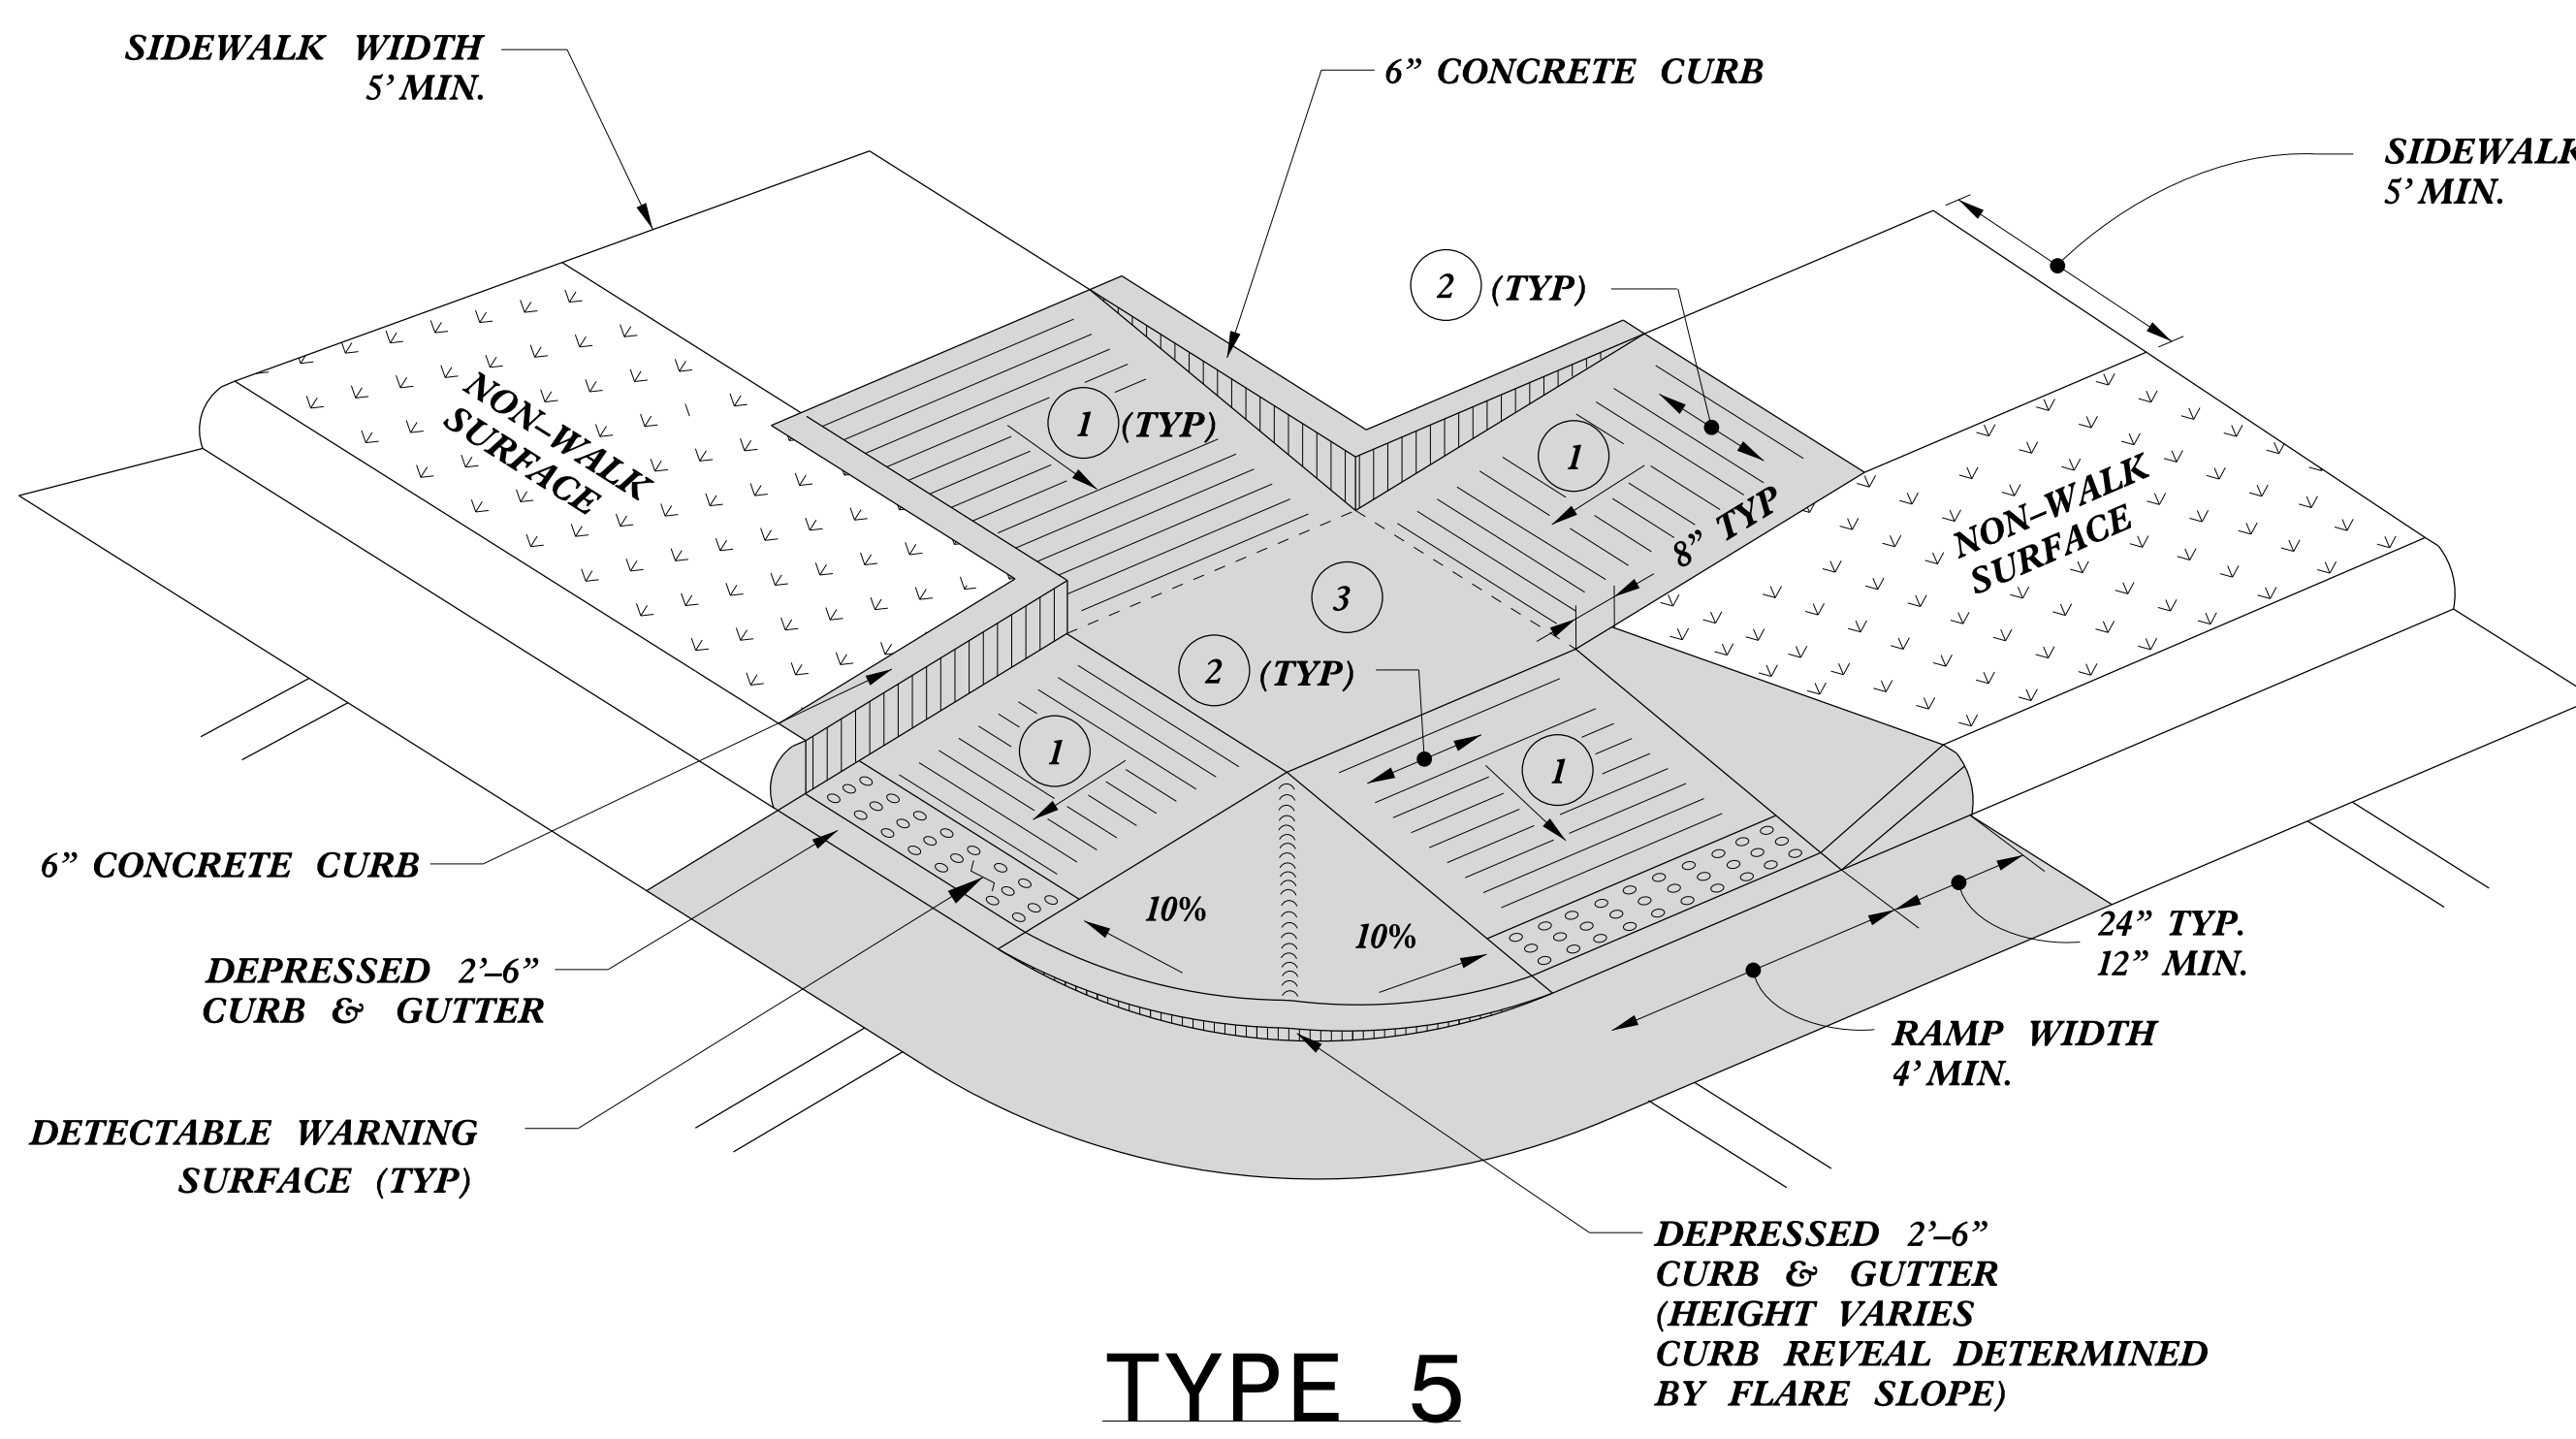 SIDEWALK WIDTH
5’ MIN.
6” CONCRETE CURB
SIDEWALK
5’ MIN.
2 (TYP)
NON–WALK
SURFACE
1 (TYP)
1
8” TYP
NON–WALK
SURFACE
3
2 (TYP)
1
1
6” CONCRETE CURB
10%
10%
24” TYP.
12” MIN.
DEPRESSED 2’–6”
CURB & GUTTER
RAMP WIDTH
4’ MIN.
DETECTABLE WARNING
SURFACE (TYP)
DEPRESSED 2’–6”
CURB & GUTTER
(HEIGHT VARIES
CURB REVEAL DETERMINED
BY FLARE SLOPE)
TYPE 5